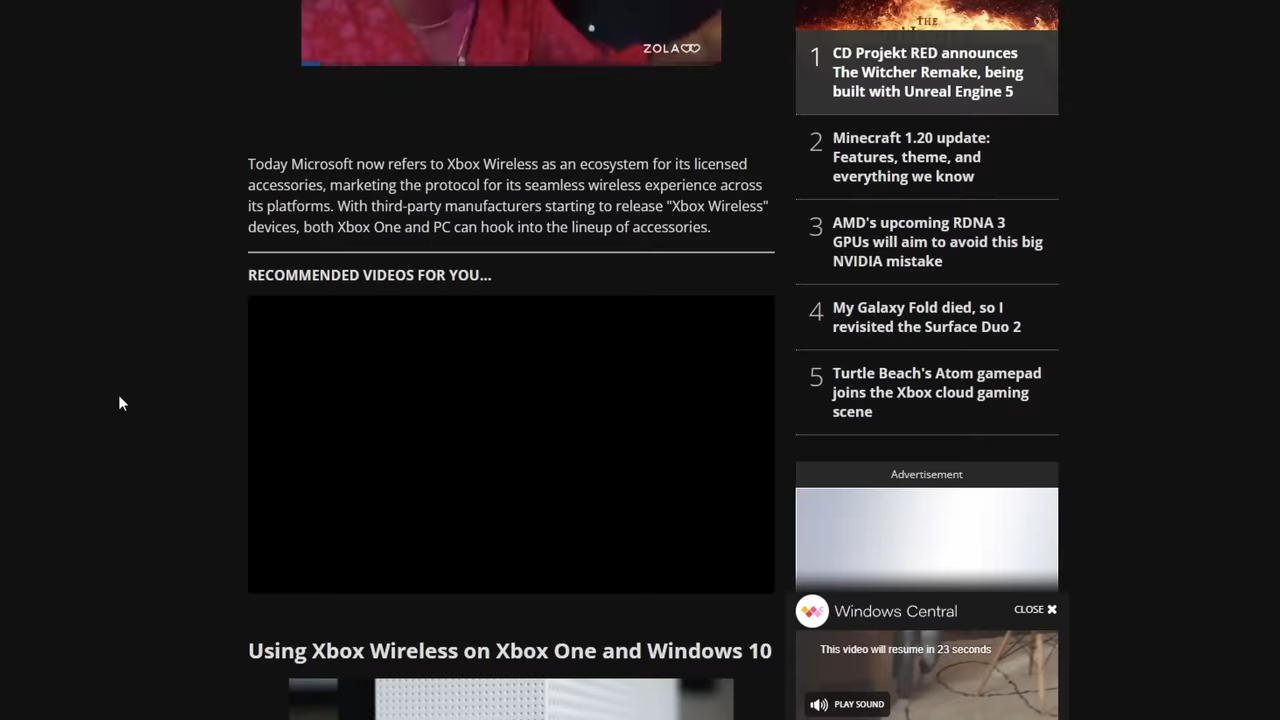 ZOLA
Today Microsoft now refers to Xbox Wireless as an ecosystem for its licensed
accessories, marketing the protocol for its seamless wireless experience across
its platforms. With third-party manufacturers starting to release "Xbox Wireless"
devices, both Xbox One and PC can hook into the lineup of accessories.
RECOMMENDED VIDEOS FOR YOU...
Using Xbox Wireless on Xbox One and Windows 10
THE
1
CD Projekt RED announces
The Witcher Remake, being
built with Unreal Engine 5
2
Minecraft 1.20 update:
Features, theme, and
everything we know
3
AMD's upcoming RDNA 3
GPUs will aim to avoid this big
NVIDIA mistake
4
My Galaxy Fold died, so I
revisited the Surface Duo 2
5
Turtle Beach's Atom gamepad
joins the Xbox cloud gaming
scene
Advertisement
Windows Central
CLOSE ✖
This video will resume in 23 seconds
PLAY SOUND